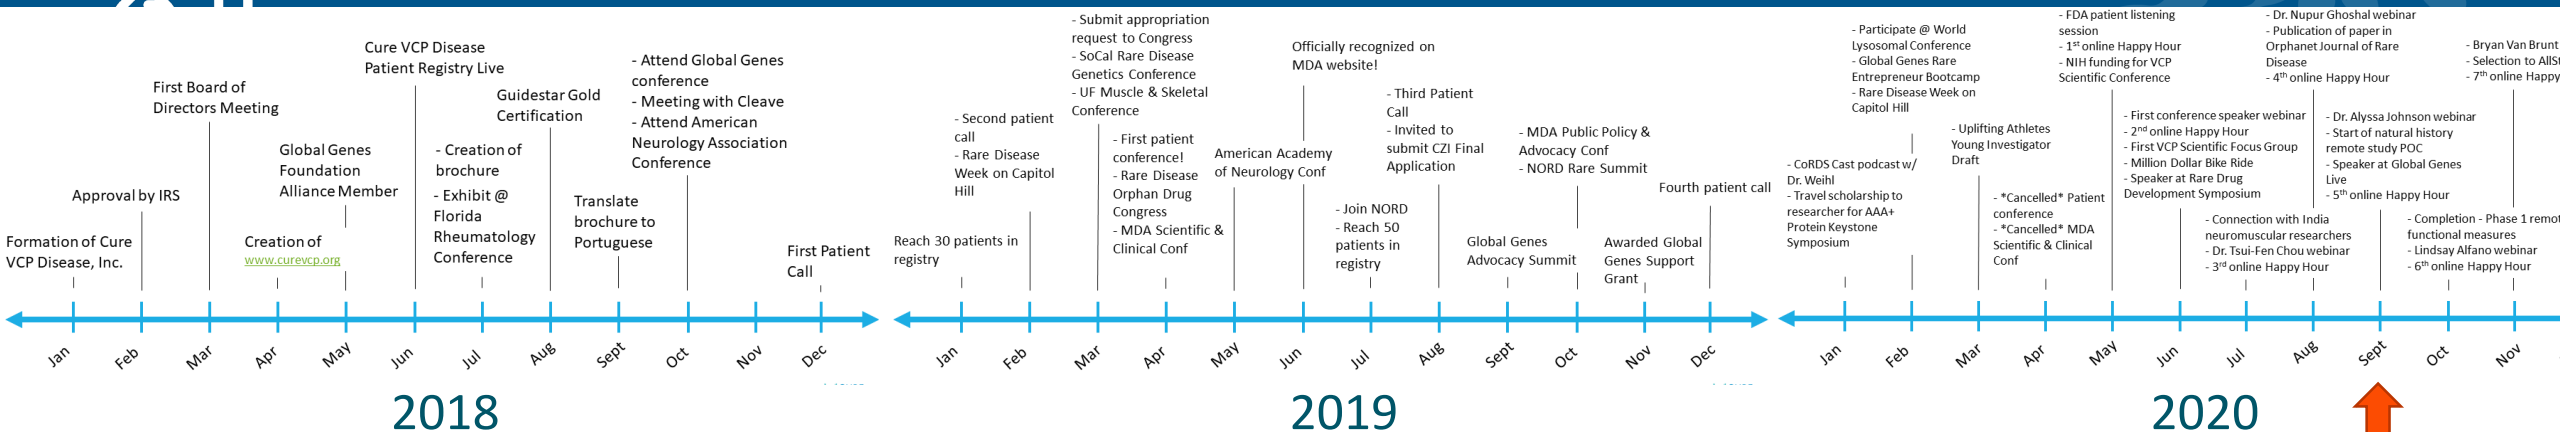 Formation of Cure
VCP Disease, Inc.
Approval by IRS
First Board of
Directors Meeting
Creation of
www.curevcp.org
Global Genes
Foundation
Alliance Member
Cure VCP Disease
Patient Registry Live
- Creation of
brochure
- Exhibit @
Florida
Rheumatology
Conference
Guidestar Gold
Certification
Translate
brochure to
Portuguese
- Attend Global Genes
conference
- Meeting with Cleave
- Attend American
Neurology Association
Conference
First Patient
Call
Jan
Feb
Mar
Apr
May
Jun
Jul
Aug
Sept
Oct
Nov
Dec
2018
Reach 30 patients in
registry
- Second patient
call
- Rare Disease
Week on Capitol
Hill
- Submit appropriation
request to Congress
- SoCal Rare Disease
Genetics Conference
- UF Muscle & Skeletal
Conference
- First patient
conference!
- Rare Disease
Orphan Drug
Congress
- MDA Scientific &
Clinical Conf
American Academy
of Neurology Conf
Officially recognized on
MDA website!
- Join NORD
- Reach 50
patients in
registry
- Third Patient
Call
- Invited to
submit CZI Final
Application
Global Genes
Advocacy Summit
- MDA Public Policy &
Advocacy Conf
- NORD Rare Summit
Awarded Global
Genes Support
Grant
Fourth patient call
Jan
Feb
Mar
Apr
May
Jun
Jul
Aug
Sept
Oct
Nov
Dec
2019
- CoRDS Cast podcast w/
Dr. Weihl
- Travel scholarship to
researcher for AAA+
Protein Keystone
Symposium
- Participate @ World
Lysosomal Conference
- Global Genes Rare
Entrepreneur Bootcamp
- Rare Disease Week on
Capitol Hill
- Uplifting Athletes
Young Investigator
Draft
- *Cancelled* Patient
conference
- *Cancelled* MDA
Scientific & Clinical
Conf
- FDA patient listening
session
- 1st online Happy Hour
- NIH funding for VCP
Scientific Conference
- First conference speaker webinar
- 2nd online Happy Hour
- First VCP Scientific Focus Group
- Million Dollar Bike Ride
- Speaker at Rare Drug
Development Symposium
- Connection with India
neuromuscular researchers
- Dr. Tsui-Fen Chou webinar
- 3rd online Happy Hour
- Dr. Nupur Ghoshal webinar
- Publication of paper in
Orphanet Journal of Rare
Disease
- 4th online Happy Hour
- Dr. Alyssa Johnson webinar
- Start of natural history
remote study POC
- Speaker at Global Genes
Live
- 5th online Happy Hour
- Completion - Phase 1 remot
functional measures
- Lindsay Alfano webinar
- 6th online Happy Hour
- Bryan Van Brunt
- Selection to AllSt
- 7th online Happy
Jan
Feb
Mar
Apr
May
Jun
Jul
Aug
Sept
Oct
Nov
2020